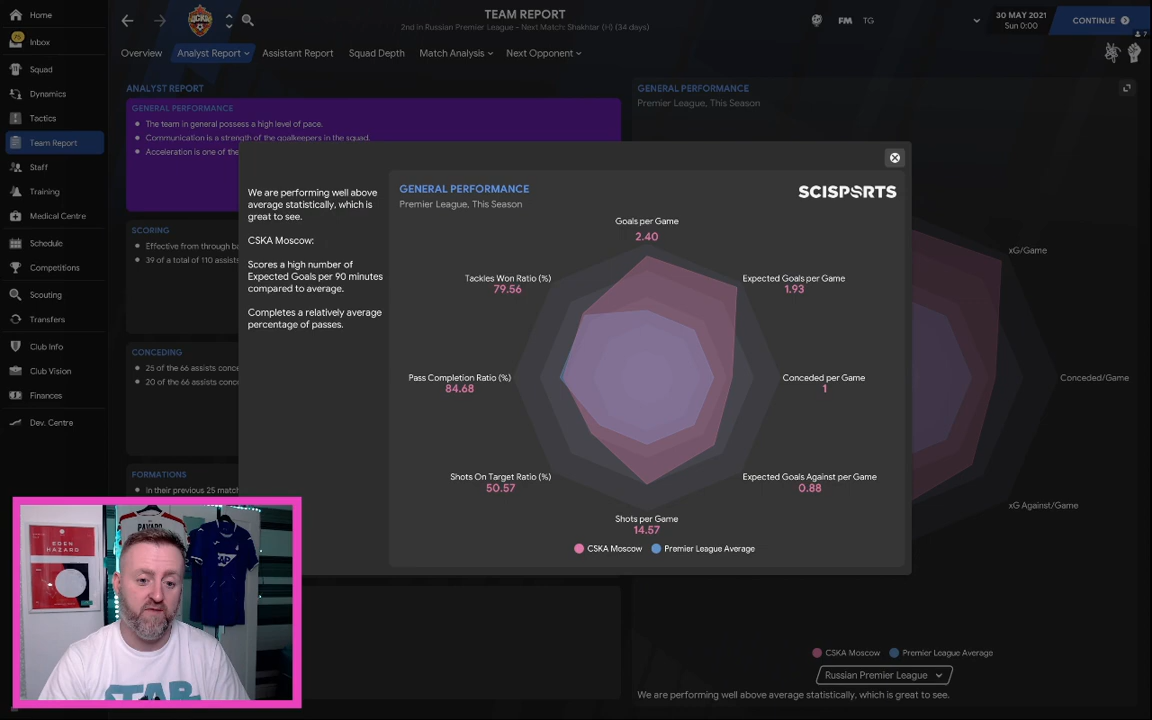 Home
Inbox
Squad
Dynamics
Tactics
Team Report
Staff
Training
Medical Centre
Schedule
Competitions
Scouting
Transfers
Club Info
Club Vision
Finances
Dev. Centre
TEAM REPORT
2nd in Russian Premier League - Next Match: Shakhtar (H) (34 days)
FM
TG
30 MAY 2021
Sun 0:00
CONTINUE
7
Overview
Analyst Report
Assistant Report
Squad Depth
Match Analysis
Next Opponent
ANALYST REPORT
GENERAL PERFORMANCE
The team in general possess a high level of pace.
Communication is a strength of the goalkeepers in the squad.
Acceleration is one of the
SCORING
Effective from through ba
39 of a total of 110 assists
CONCEDING
25 of the 66 assists conce
20 of the 66 assists conce
FORMATIONS
In their previous 25 match
We are performing well above
average statistically, which is
great to see.
CSKA Moscow:
Scores a high number of
Expected Goals per 90 minutes
compared to average.
Completes a relatively average
percentage of passes.
GENERAL PERFORMANCE
Premier League, This Season
SCISPORTS
Goals per Game
2.40
Tackles Won Ratio (%)
79.56
Expected Goals per Game
1.93
Pass Completion Ratio (%)
84.68
Conceded per Game
1
Shots On Target Ratio (%)
50.57
Expected Goals Against per Game
0.88
Shots per Game
14.57
CSKA Moscow
Premier League Average
GENERAL PERFORMANCE
Premier League, This Season
xG/Game
Conceded/Game
xG Against/Game
CSKA Moscow
Premier League Average
Russian Premier League
We are performing well above average statistically, which is great to see.
EDEN
HAZARD
PAVARD
SAP
STAR